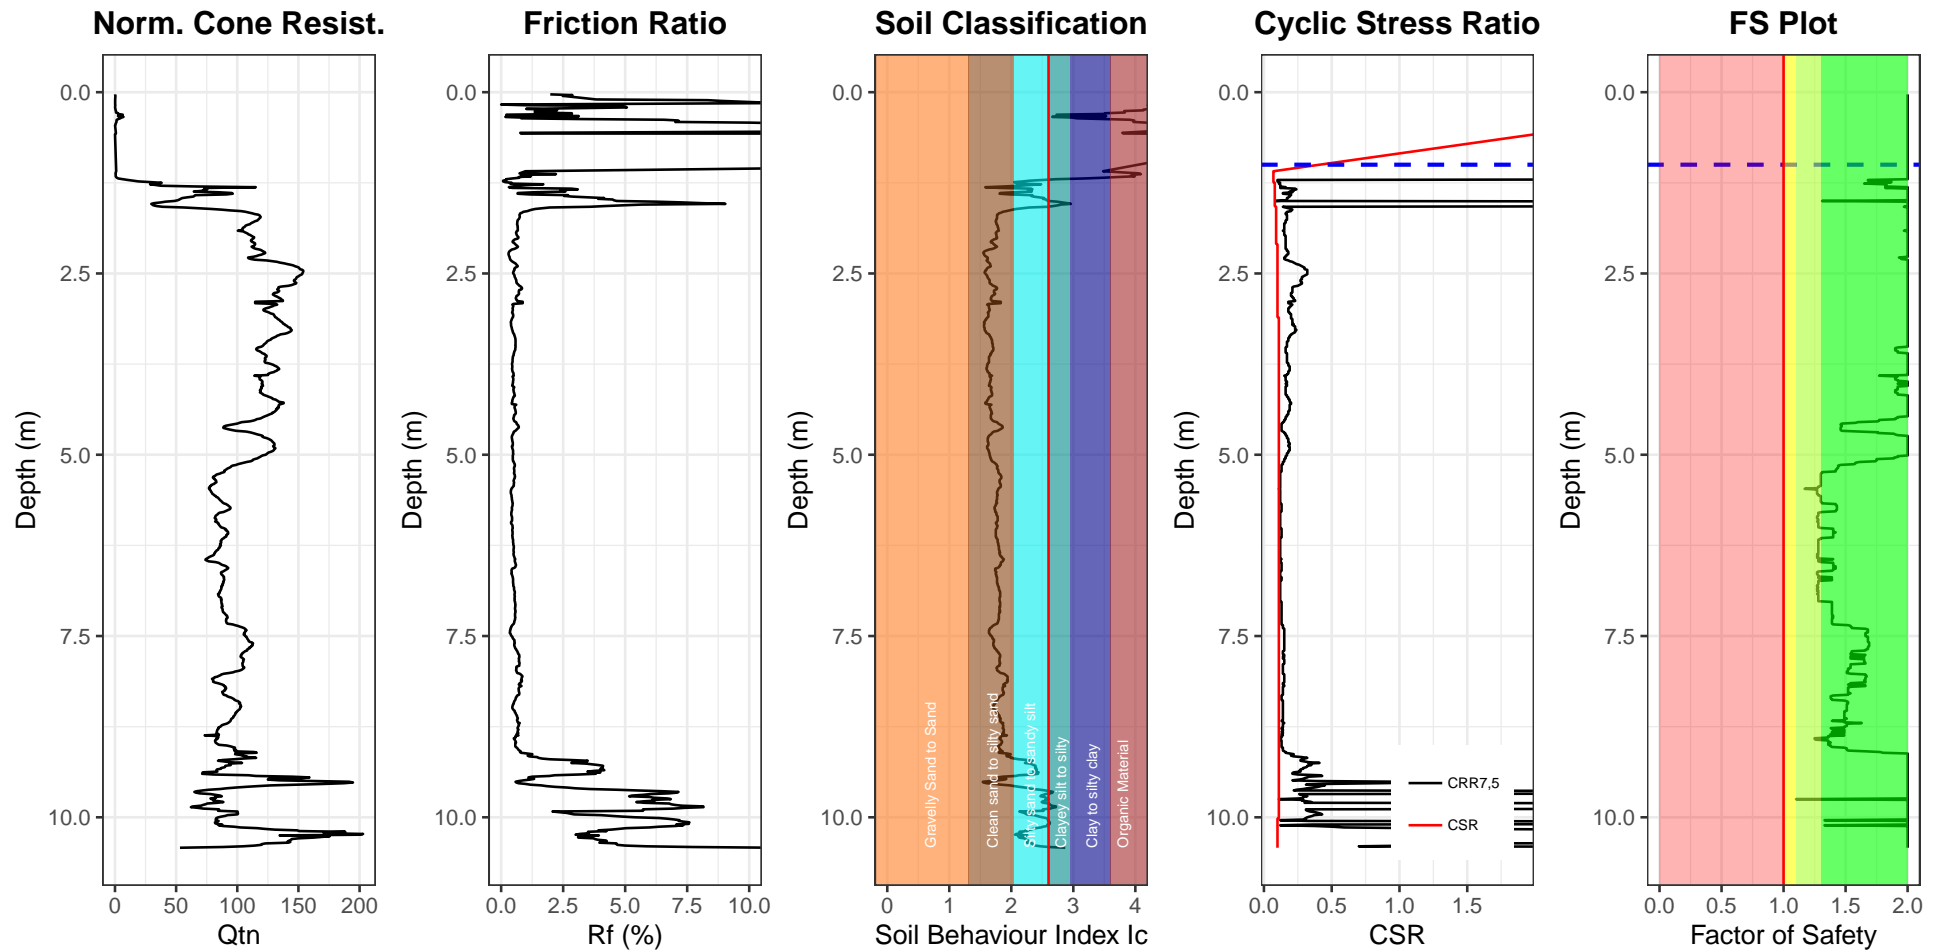 Norm. Cone Resist.
Friction Ratio
Soil Classification
Cyclic Stress Ratio
FS Plot
Depth (m)
0.0
2.5
5.0
7.5
10.0
0
50
100
150
200
Qtn
Depth (m)
0.0
2.5
5.0
7.5
10.0
0.0
2.5
5.0
7.5
10.0
Rf (%)
Depth (m)
0.0
2.5
5.0
7.5
10.0
Gravelly Sand to Sand
Clean sand to silty sand
Silty sand to sandy silt
Clayey silt to silty
Clay to silty clay
Organic Material
0
1
2
3
4
Soil Behaviour Index Ic
Depth (m)
0.0
2.5
5.0
7.5
10.0
CRR7,5
CSR
0.0
0.5
1.0
1.5
CSR
Depth (m)
0.0
2.5
5.0
7.5
10.0
0.0
0.5
1.0
1.5
2.0
Factor of Safety